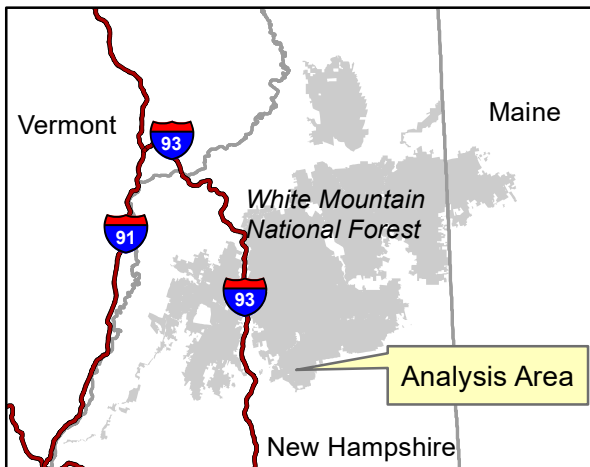 Vermont
Maine
93
White Mountain
National Forest
91
93
Analysis Area
New Hampshire